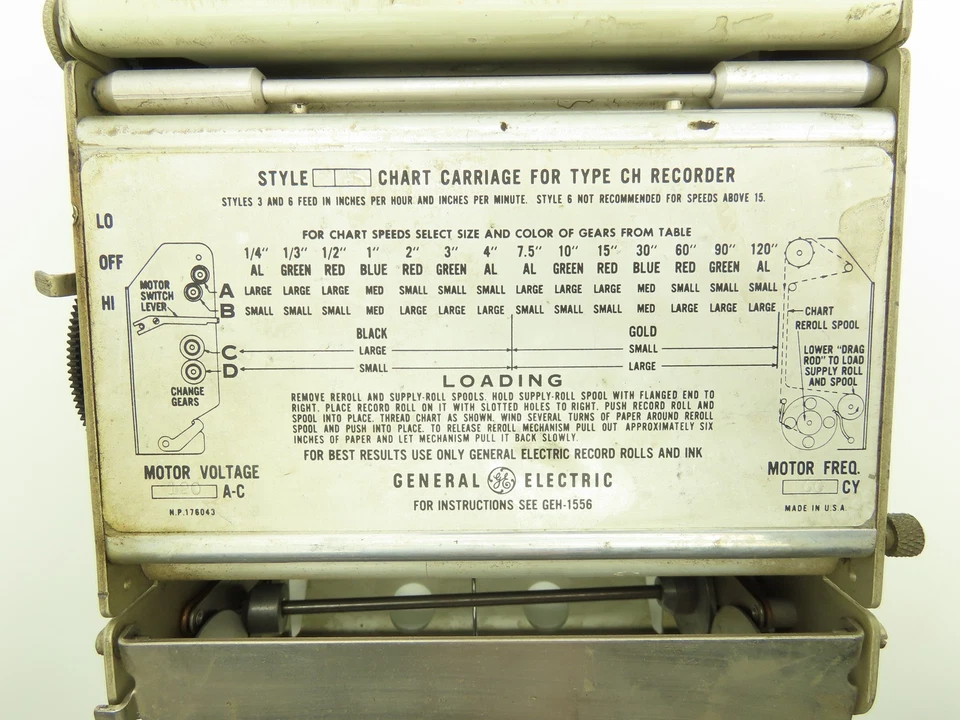 STYLE CHART CARRIAGE FOR TYPE CH RECORDER
STYLES 3 AND 6 FEED IN INCHES PER HOUR AND INCHES PER MINUTE. STYLE 6 NOT RECOMMENDED FOR SPEEDS ABOVE 15.
LO
OFF
HI
FOR CHART SPEEDS SELECT SIZE AND COLOR OF GEARS FROM TABLE
1/4" 1/3" 1/2" 1" 2" 3" 4" 7.5" 10" 15" 30" 60" 90" 120"
AL GREEN RED BLUE RED GREEN AL AL GREEN RED BLUE RED GREEN AL
A LARGE LARGE LARGE MED SMALL SMALL SMALL LARGE LARGE LARGE MED SMALL SMALL SMALL
B SMALL SMALL SMALL MED LARGE LARGE LARGE SMALL SMALL SMALL MED LARGE LARGE LARGE
BLACK GOLD
C LARGE SMALL
D SMALL LARGE
MOTOR
SWITCH
LEVER
CHANGE
GEARS
CHART
REROLL SPOOL
LOWER "DRAG
ROD" TO LOAD
SUPPLY ROLL
AND SPOOL
LOADING
REMOVE REROLL AND SUPPLY-ROLL SPOOLS. HOLD SUPPLY-ROLL SPOOL WITH FLANGED END TO
RIGHT. PLACE RECORD ROLL ON IT WITH SLOTTED HOLES TO RIGHT. PUSH RECORD ROLL AND
SPOOL INTO PLACE. THREAD CHART AS SHOWN. WIND SEVERAL TURNS OF PAPER AROUND REROLL
SPOOL AND PUSH INTO PLACE. TO RELEASE REROLL MECHANISM PULL OUT APPROXIMATELY SIX
INCHES OF PAPER AND LET MECHANISM PULL IT BACK SLOWLY.
FOR BEST RESULTS USE ONLY GENERAL ELECTRIC RECORD ROLLS AND INK
MOTOR VOLTAGE
A-C
N.P.176043
GENERAL GE ELECTRIC
FOR INSTRUCTIONS SEE GEH-1556
MOTOR FREQ.
CY
MADE IN U.S.A.